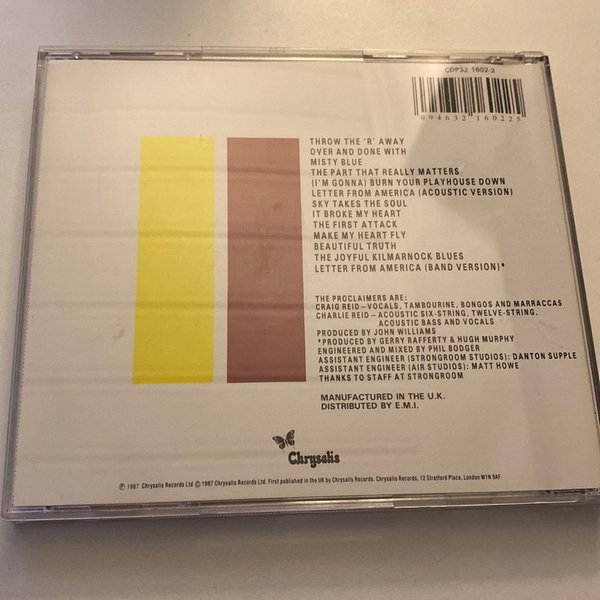 CDP32 1602-2
094632 160225
THROW THE 'R' AWAY
OVER AND DONE WITH
MISTY BLUE
THE PART THAT REALLY MATTERS
(I'M GONNA) BURN YOUR PLAYHOUSE DOWN
LETTER FROM AMERICA (ACOUSTIC VERSION)
SKY TAKES THE SOUL
IT BROKE MY HEART
THE FIRST ATTACK
MAKE MY HEART FLY
BEAUTIFUL TRUTH
THE JOYFUL KILMARNOCK BLUES
LETTER FROM AMERICA (BAND VERSION)*
THE PROCLAIMERS ARE:
CRAIG REID – VOCALS, TAMBOURINE, BONGOS AND MARRACCAS
CHARLIE REID – ACOUSTIC SIX-STRING, TWELVE-STRING,
ACOUSTIC BASS AND VOCALS
PRODUCED BY JOHN WILLIAMS
*PRODUCED BY GERRY RAFFERTY & HUGH MURPHY
ENGINEERED AND MIXED BY PHIL BODGER
ASSISTANT ENGINEER (STRONGROOM STUDIOS): DANTON SUPPLE
ASSISTANT ENGINEER (AIR STUDIOS): MATT HOWE
THANKS TO STAFF AT STRONGROOM
MANUFACTURED IN THE U.K.
DISTRIBUTED BY E.M.I.
Chrysalis
℗ 1987 Chrysalis Records Ltd © 1987 Chrysalis Records Ltd. First published in the UK by Chrysalis Records. Chrysalis Records, 12 Stratford Place, London W1N 9AF.